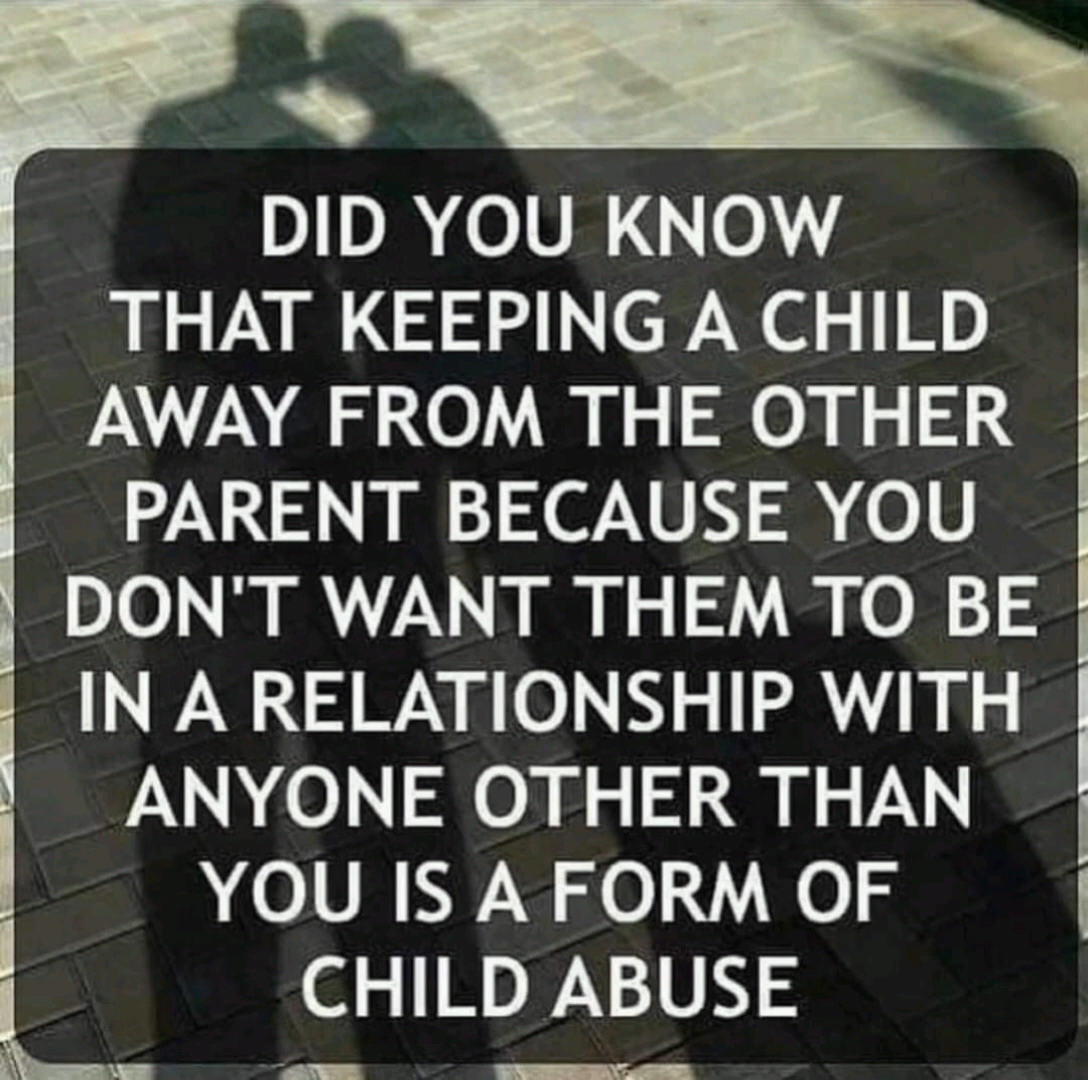 DID YOU KNOW
THAT KEEPING A CHILD
AWAY FROM THE OTHER
PARENT BECAUSE YOU
DON'T WANT THEM TO BE
IN A RELATIONSHIP WITH
ANYONE OTHER THAN
YOU IS A FORM OF
CHILD ABUSE